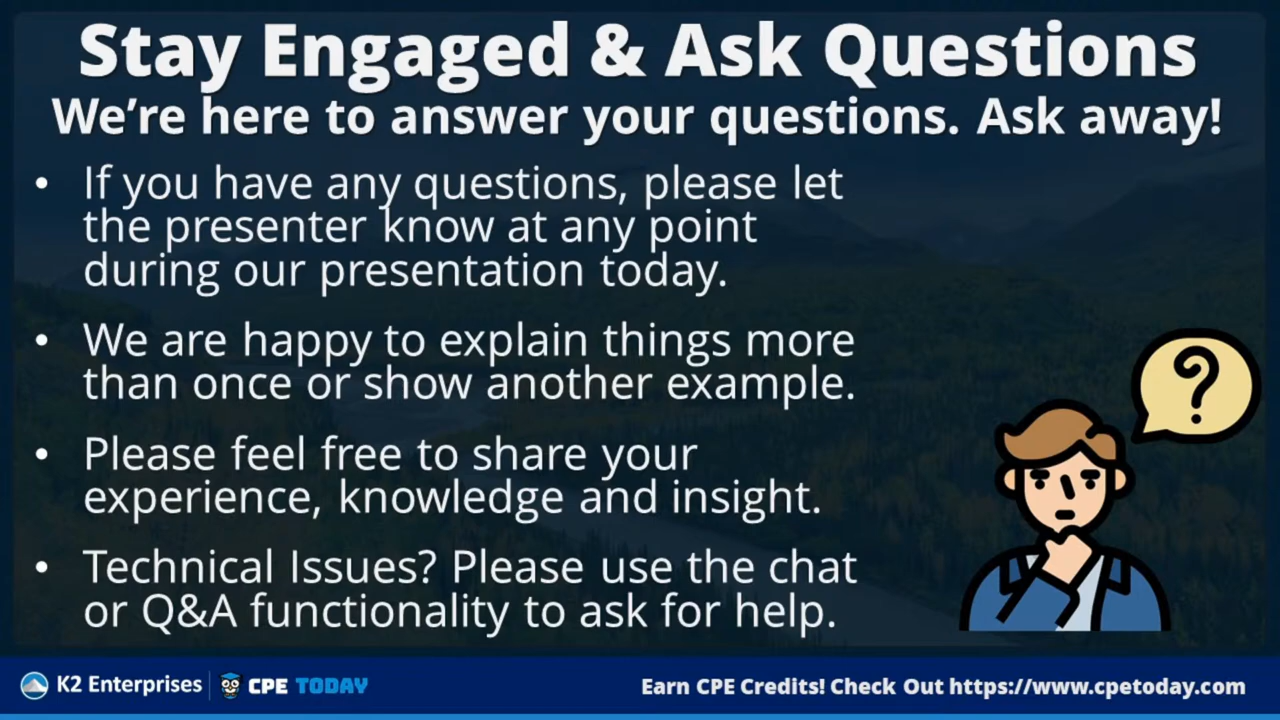 Stay Engaged & Ask Questions
We’re here to answer your questions. Ask away!
• If you have any questions, please let
the presenter know at any point
during our presentation today.
• We are happy to explain things more
than once or show another example.
• Please feel free to share your
experience, knowledge and insight.
• Technical Issues? Please use the chat
or Q&A functionality to ask for help.
?
K2 Enterprises | CPE TODAY
Earn CPE Credits! Check Out https://www.cpetoday.com